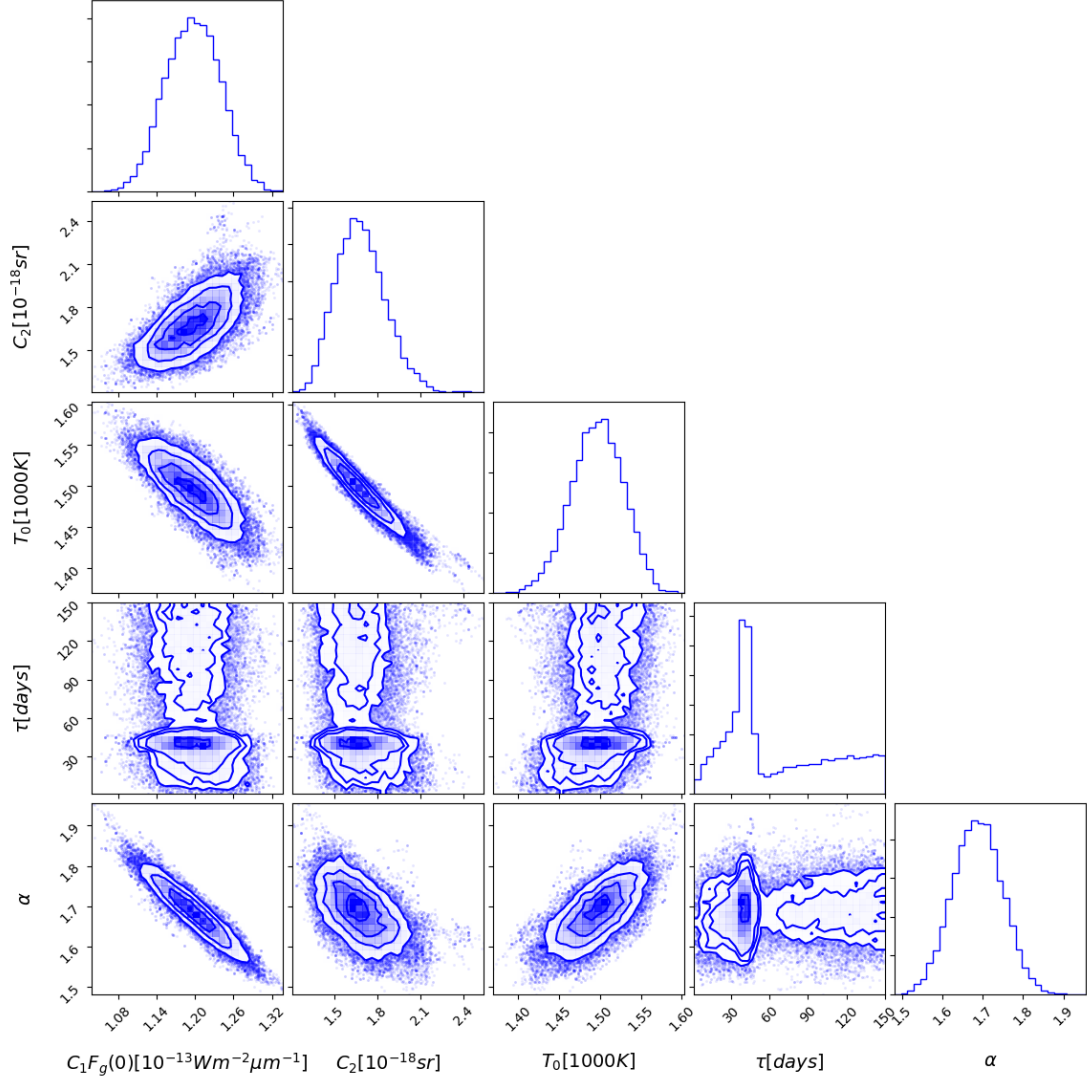 2.4
2.1
1.8
1.5
C₂[10⁻¹⁸sr]
1.60
1.55
1.50
1.45
1.40
T₀[1000K]
150
120
90
60
30
τ[days]
1.9
1.8
1.7
1.6
1.5
α
1.08 1.14 1.20 1.26 1.32
1.5 1.8 2.1 2.4
1.40 1.45 1.50 1.55 1.60
30 60 90 120 150
1.5 1.6 1.7 1.8 1.9
C₁F_g(0)[10⁻¹³Wm⁻²μm⁻¹] C₂[10⁻¹⁸sr] T₀[1000K] τ[days] α